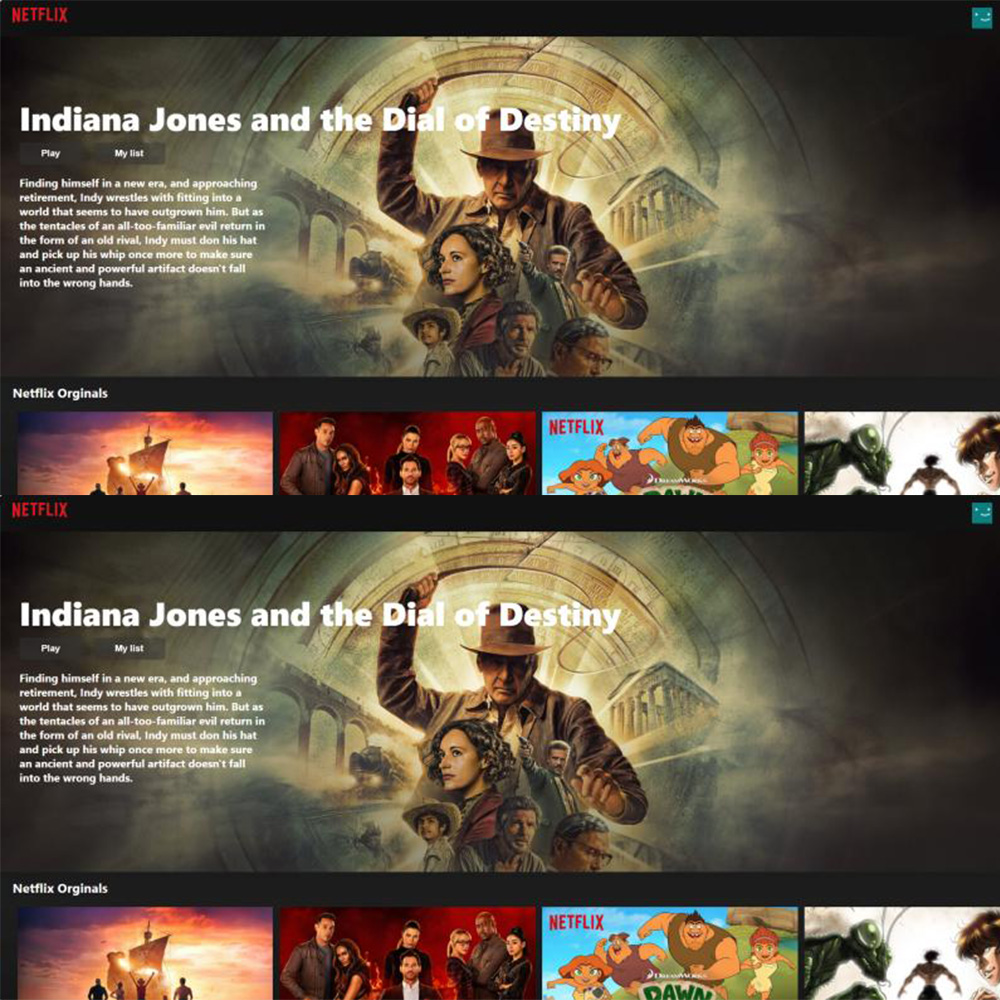 NETFLIX
Indiana Jones and the Dial of Destiny
Play My list
Finding himself in a new era, and approaching
retirement, Indy wrestles with fitting into a
world that seems to have outgrown him. But as
the tentacles of an all-too-familiar evil return in
the form of an old rival, Indy must don his hat
and pick up his whip once more to make sure
an ancient and powerful artifact doesn't fall
into the wrong hands.
Netflix Orginals
NETFLIX
DREAMWORKS
NETFLIX
Indiana Jones and the Dial of Destiny
Play My list
Finding himself in a new era, and approaching
retirement, Indy wrestles with fitting into a
world that seems to have outgrown him. But as
the tentacles of an all-too-familiar evil return in
the form of an old rival, Indy must don his hat
and pick up his whip once more to make sure
an ancient and powerful artifact doesn't fall
into the wrong hands.
Netflix Orginals
NETFLIX
DREAMWORKS
DAWN